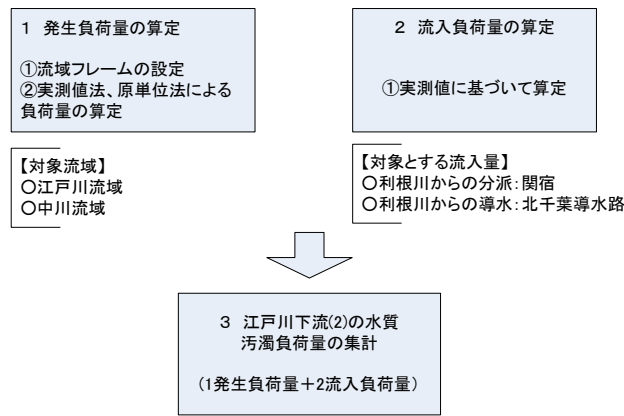 1 発生負荷量の算定
①流域フレームの設定
②実測値法、原単位法による
負荷量の算定
【対象流域】
○江戸川流域
○中川流域
2 流入負荷量の算定
①実測値に基づいて算定
【対象とする流入量】
○利根川からの分派:関宿
○利根川からの導水:北千葉導水路
3 江戸川下流(2)の水質
汚濁負荷量の集計
(1発生負荷量+2流入負荷量)